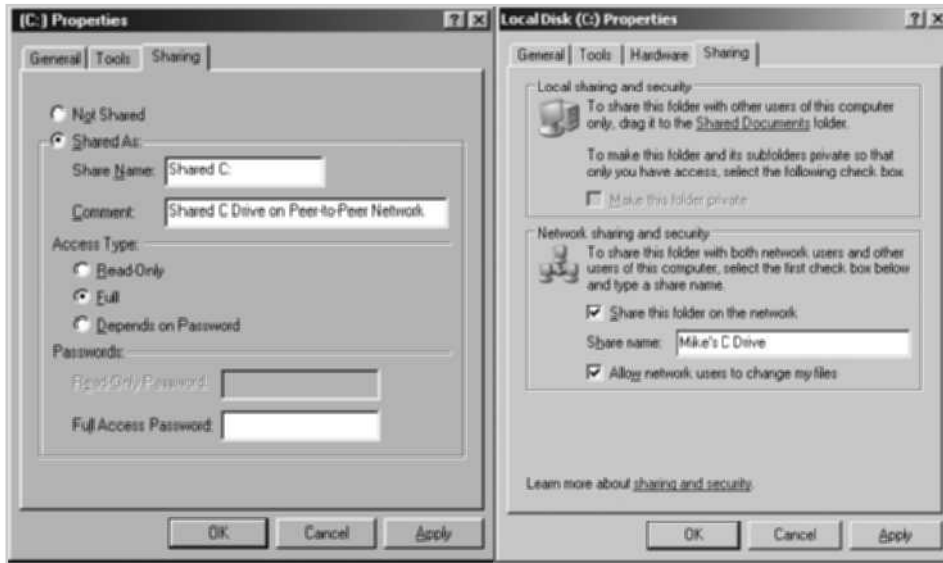 (C:) Properties
General
Tools
Sharing
Not Shared
Shared As:
Share Name:
Shared C:
Comment:
Shared C Drive on Peer-to-Peer Network
Access Type:
Read-Only
Full
Depends on Password
Passwords:
Read-Only Password:
Full Access Password:
OK
Cancel
Apply
Local Disk (C:) Properties
General
Tools
Hardware
Sharing
Local sharing and security
To share this folder with other users of this computer
only, drag it to the Shared Documents folder.
To make this folder and its subfolders private so that
only you have access, select the following check box.
Make this folder private
Network sharing and security
To share this folder with both network users and other
users of this computer, select the first check box below
and type a share name.
Share this folder on the network
Share name:
Mike's C Drive
Allow network users to change my files
Learn more about sharing and security.
OK
Cancel
Apply